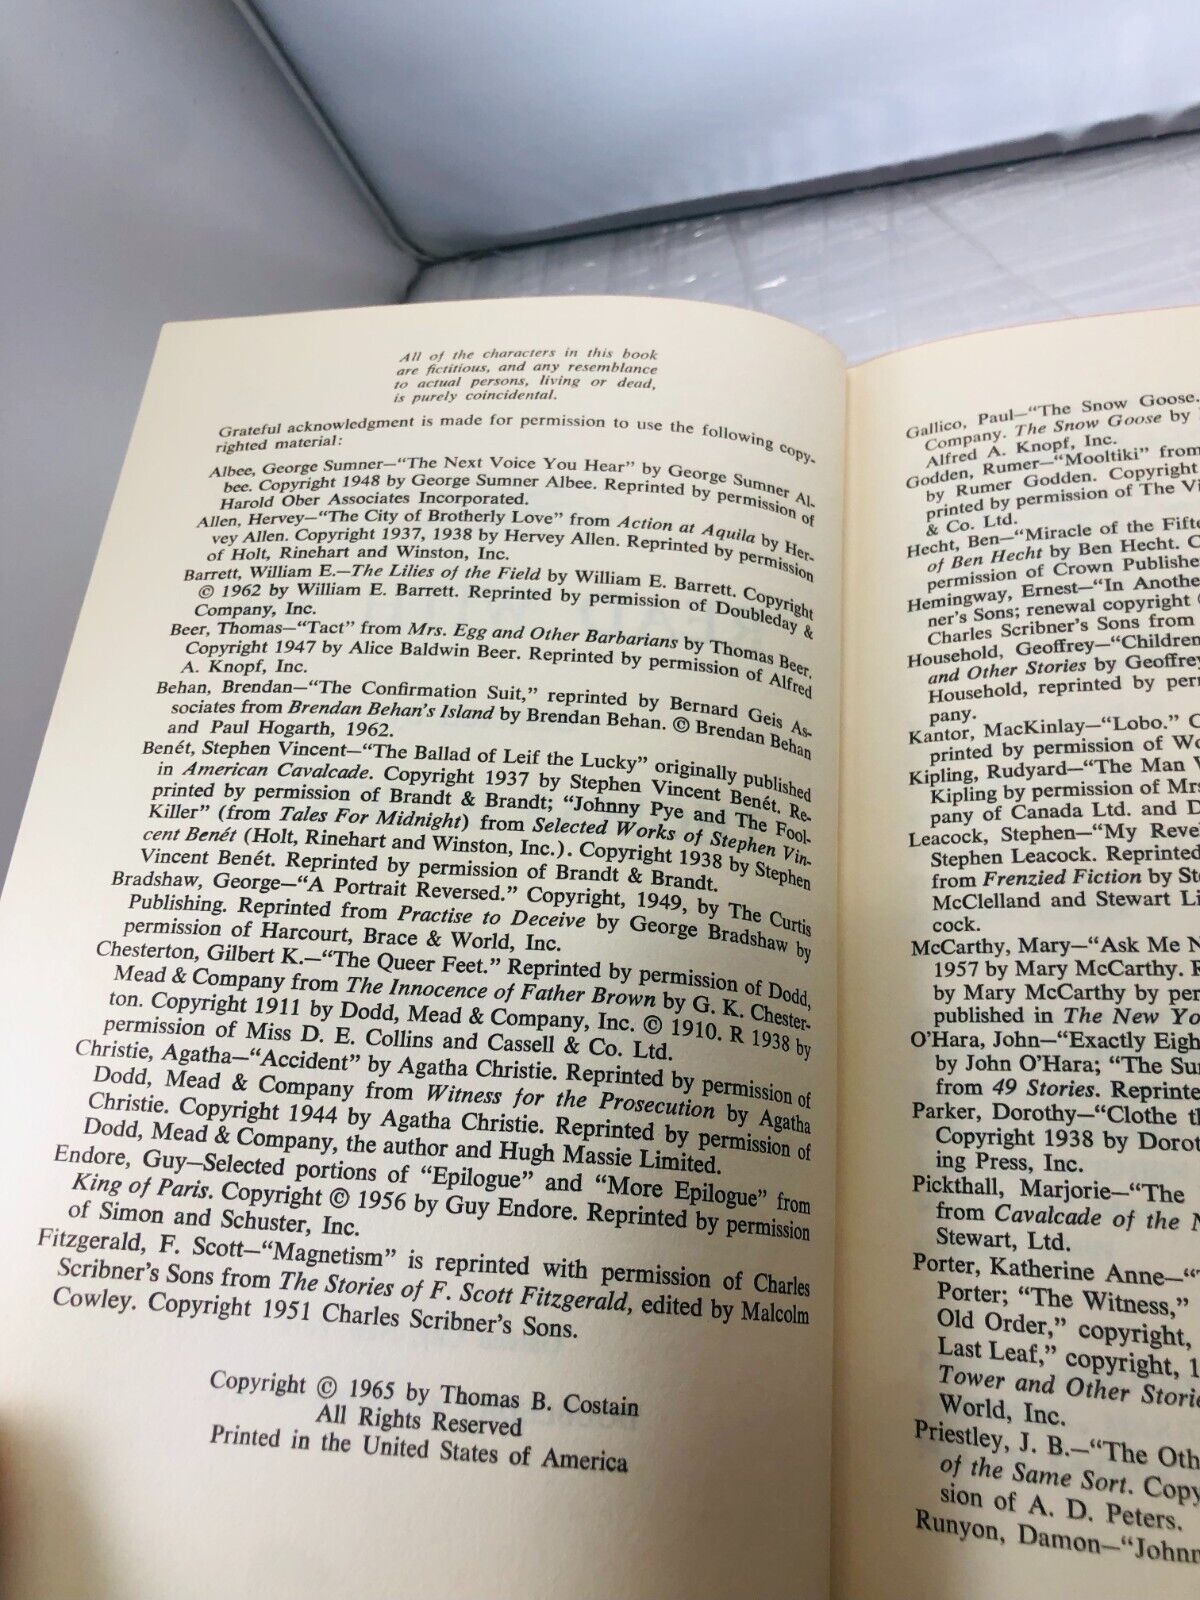 All of the characters in this book
are fictitious, and any resemblance
to actual persons, living or dead,
is purely coincidental.
Grateful acknowledgment is made for permission to use the following copy-
righted material:
Albee, George Sumner—“The Next Voice You Hear” by George Sumner Al-
bee. Copyright 1948 by George Sumner Albee. Reprinted by permission of
Harold Ober Associates Incorporated.
Allen, Hervey—“The City of Brotherly Love” from Action at Aquila by Her-
vey Allen. Copyright 1937, 1938 by Hervey Allen. Reprinted by permission
of Holt, Rinehart and Winston, Inc.
Barrett, William E.—The Lilies of the Field by William E. Barrett. Copyright
© 1962 by William E. Barrett. Reprinted by permission of Doubleday &
Company, Inc.
Beer, Thomas—“Tact” from Mrs. Egg and Other Barbarians by Thomas Beer.
Copyright 1947 by Alice Baldwin Beer. Reprinted by permission of Alfred
A. Knopf, Inc.
Behan, Brendan—“The Confirmation Suit,” reprinted by Bernard Geis As-
sociates from Brendan Behan's Island by Brendan Behan. © Brendan Behan
and Paul Hogarth, 1962.
Benét, Stephen Vincent—“The Ballad of Leif the Lucky” originally published
in American Cavalcade. Copyright 1937 by Stephen Vincent Benét. Re-
printed by permission of Brandt & Brandt; “Johnny Pye and The Fool-
Killer” (from Tales For Midnight) from Selected Works of Stephen Vin-
cent Benét (Holt, Rinehart and Winston, Inc.). Copyright 1938 by Stephen
Vincent Benét. Reprinted by permission of Brandt & Brandt.
Bradshaw, George—“A Portrait Reversed.” Copyright, 1949, by The Curtis
Publishing. Reprinted from Practise to Deceive by George Bradshaw by
permission of Harcourt, Brace & World, Inc.
Chesterton, Gilbert K.—“The Queer Feet.” Reprinted by permission of Dodd,
Mead & Company from The Innocence of Father Brown by G. K. Chester-
ton. Copyright 1911 by Dodd, Mead & Company, Inc. © 1910. R 1938 by
permission of Miss D. E. Collins and Cassell & Co. Ltd.
Christie, Agatha—“Accident” by Agatha Christie. Reprinted by permission of
Dodd, Mead & Company from Witness for the Prosecution by Agatha
Christie. Copyright 1944 by Agatha Christie. Reprinted by permission of
Dodd, Mead & Company, the author and Hugh Massie Limited.
Endore, Guy—Selected portions of “Epilogue” and “More Epilogue” from
King of Paris. Copyright © 1956 by Guy Endore. Reprinted by permission
of Simon and Schuster, Inc.
Fitzgerald, F. Scott—“Magnetism” is reprinted with permission of Charles
Scribner's Sons from The Stories of F. Scott Fitzgerald, edited by Malcolm
Cowley. Copyright 1951 Charles Scribner's Sons.
Copyright © 1965 by Thomas B. Costain
All Rights Reserved
Printed in the United States of America
Gallico, Paul—“The Snow Goose.
Company. The Snow Goose by
Alfred A. Knopf, Inc.
Godden, Rumer—“Mooltiki” from
by Rumer Godden. Copyright
printed by permission of The Vi
& Co. Ltd.
Hecht, Ben—“Miracle of the Fifte
of Ben Hecht by Ben Hecht. C
permission of Crown Publishe
Hemingway, Ernest—“In Anothe
ner's Sons; renewal copyright
Charles Scribner's Sons from
Household, Geoffrey—“Children
and Other Stories by Geoffrey
Household, reprinted by peri
pany.
Kantor, MacKinlay—“Lobo.” C
printed by permission of Wo
Kipling, Rudyard—“The Man V
Kipling by permission of Mrs
pany of Canada Ltd. and D
Leacock, Stephen—“My Reve
Stephen Leacock. Reprinted
from Frenzied Fiction by Ste
McClelland and Stewart Li
cock.
McCarthy, Mary—“Ask Me N
1957 by Mary McCarthy. R
by Mary McCarthy by per
published in The New Yo
O'Hara, John—“Exactly Eigh
by John O'Hara; “The Su
from 49 Stories. Reprinte
Parker, Dorothy—“Clothe th
Copyright 1938 by Dorot
ing Press, Inc.
Pickthall, Marjorie—“The
from Cavalcade of the N
Stewart, Ltd.
Porter, Katherine Anne—“T
Porter; “The Witness,”
Old Order,” copyright,
Last Leaf,” copyright, 1
Tower and Other Storie
World, Inc.
Priestley, J. B.—“The Oth
of the Same Sort. Copy
sion of A. D. Peters.
Runyon, Damon—“Johnn